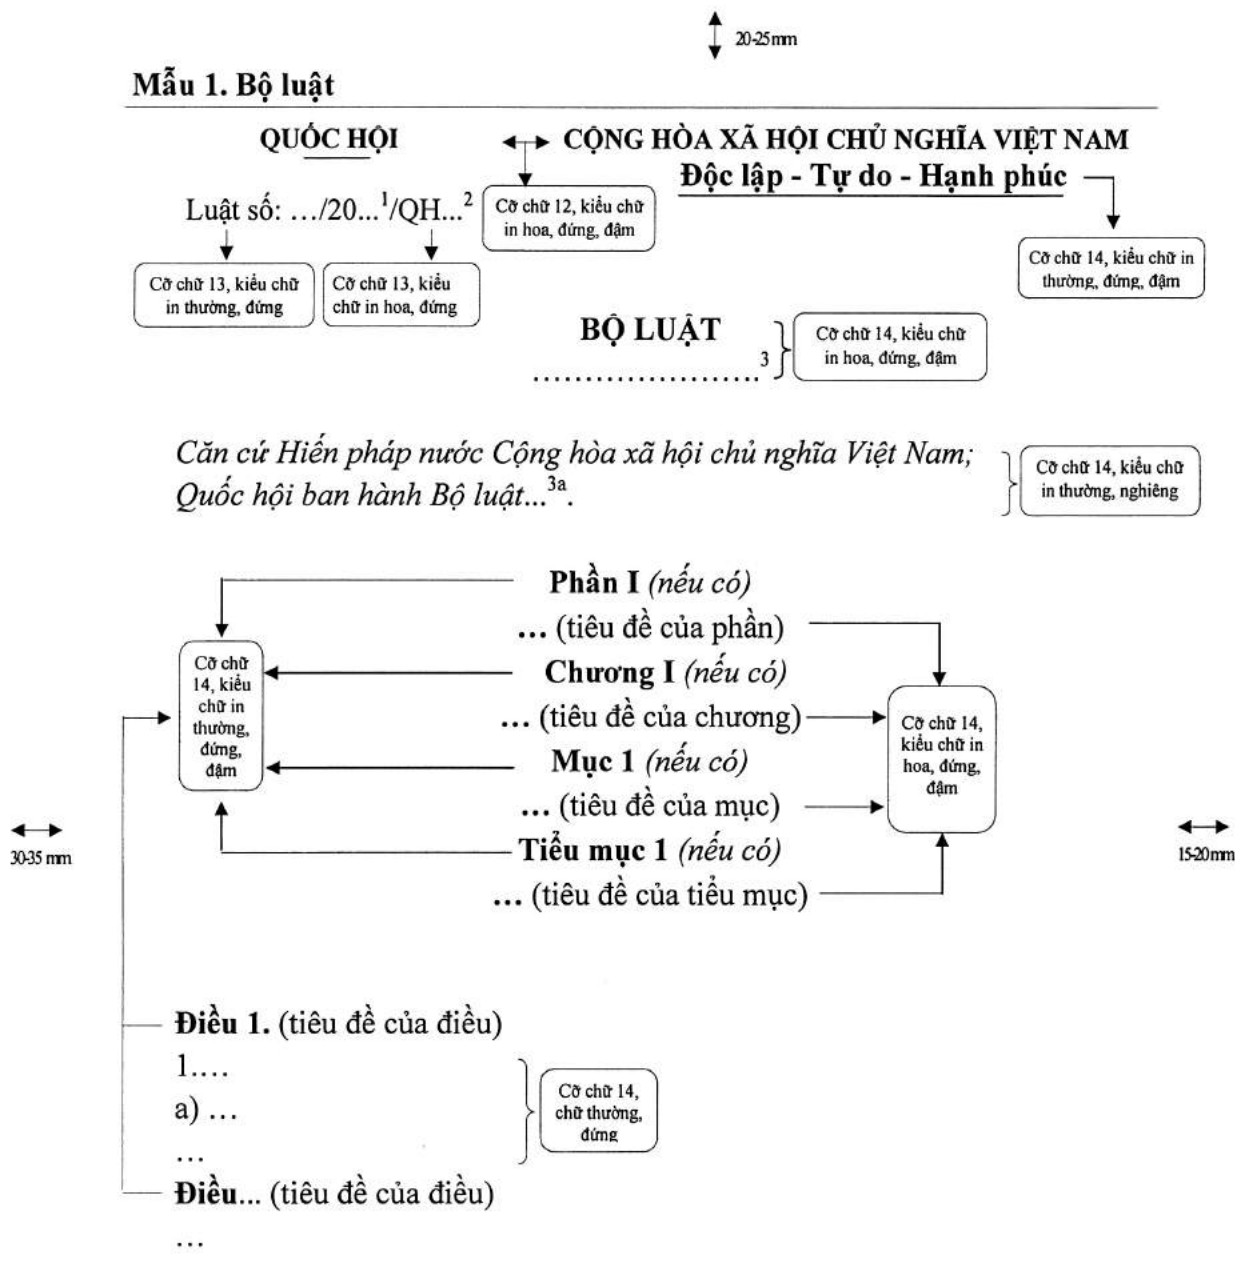 20-25mm
Mẫu 1. Bộ luật
QUỐC HỘI
CỘNG HÒA XÃ HỘI CHỦ NGHĨA VIỆT NAM
Độc lập - Tự do - Hạnh phúc
Luật số: .../20...1/QH...2
Cỡ chữ 12, kiểu chữ
in hoa, đứng, đậm
Cỡ chữ 14, kiểu chữ in
thường, đứng, đậm
Cỡ chữ 13, kiểu chữ
in thường, đứng
Cỡ chữ 13, kiểu
chữ in hoa, đứng
BỘ LUẬT
......................3
Cỡ chữ 14, kiểu chữ
in hoa, đứng, đậm
Căn cứ Hiến pháp nước Cộng hòa xã hội chủ nghĩa Việt Nam;
Quốc hội ban hành Bộ luật...3a.
Cỡ chữ 14, kiểu chữ
in thường, nghiêng
Phần I (nếu có)
... (tiêu đề của phần)
Chương I (nếu có)
... (tiêu đề của chương)
Mục 1 (nếu có)
... (tiêu đề của mục)
Tiểu mục 1 (nếu có)
... (tiêu đề của tiểu mục)
Cỡ chữ
14, kiểu
chữ in
thường,
đứng,
đậm
Cỡ chữ 14,
kiểu chữ in
hoa, đứng,
đậm
30-35 mm
15-20mm
Điều 1. (tiêu đề của điều)
1....
a) ...
...
Cỡ chữ 14,
chữ thường,
đứng
Điều... (tiêu đề của điều)
...